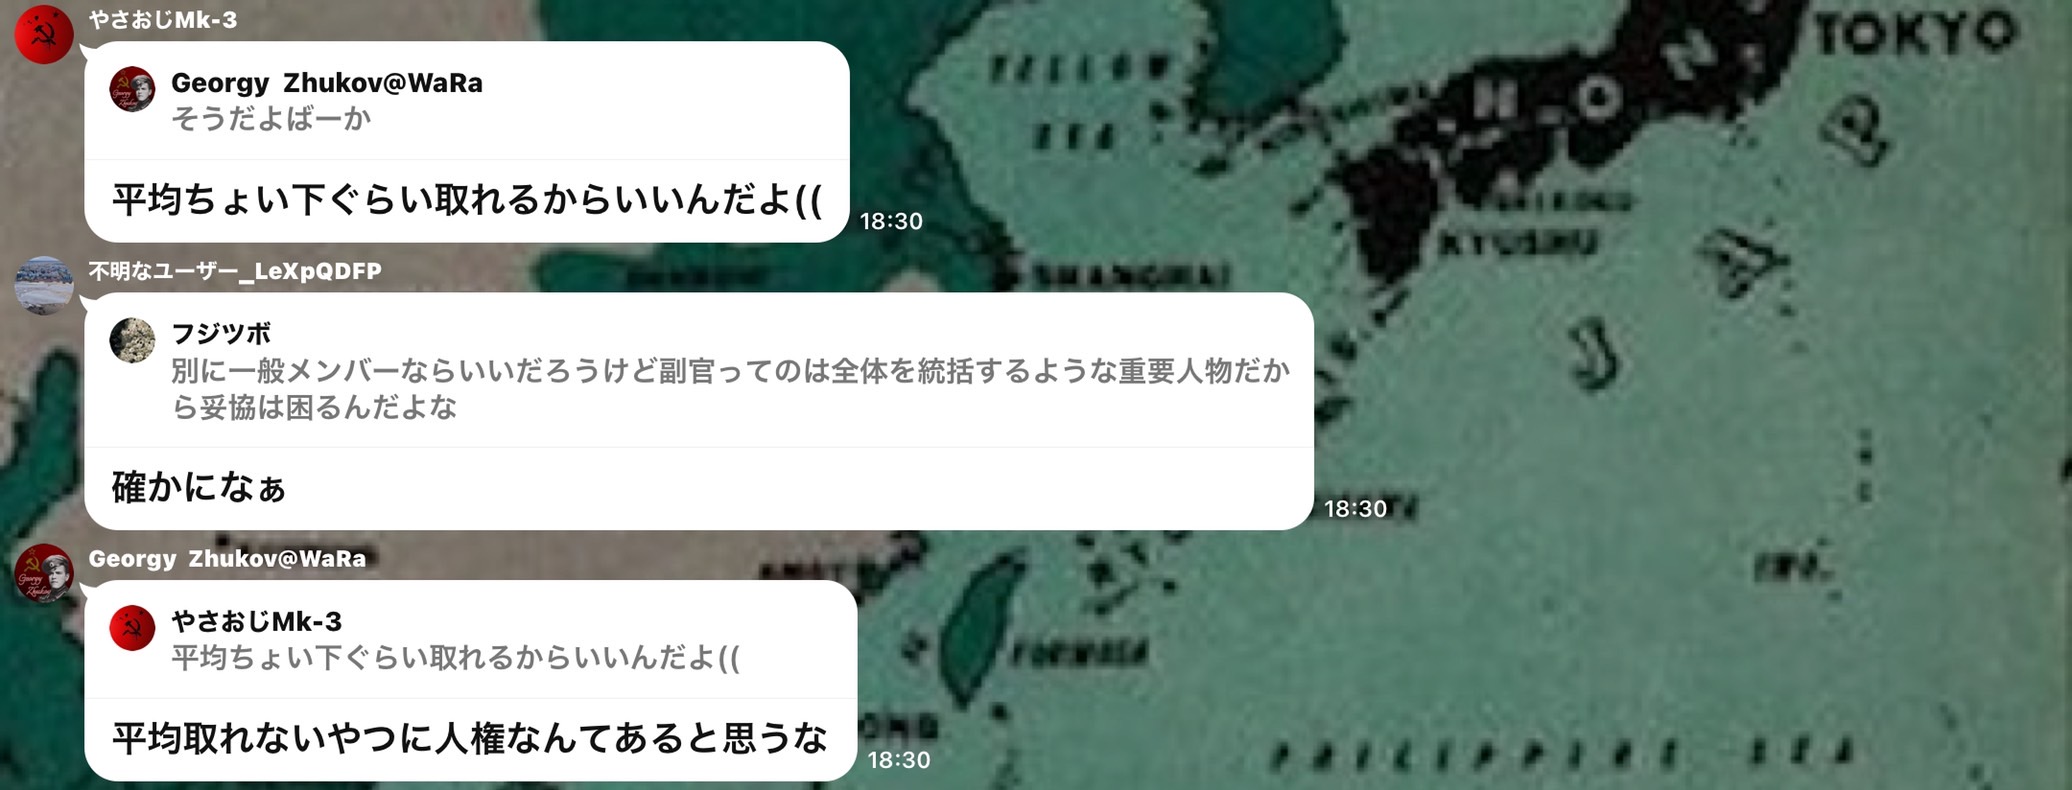 やさおじMk-3
Georgy Zhukov@WaRa
そうだよばーか
平均ちょい下ぐらい取れるからいいんだよ((
18:30
不明なユーザー_LeXpQDFP
フジツボ
別に一般メンバーならいいだろうけど副官ってのは全体を統括するような重要人物だか
ら妥協は困るんだよな
確かになぁ
18:30
Georgy Zhukov@WaRa
やさおじMk-3
平均ちょい下ぐらい取れるからいいんだよ((
平均取れないやつに人権なんてあると思うな
18:30
TOKYO
YELLOW
SEA
H O N
KYUSHU
SHANGHAI
J A P
FORMOSA
PHILIPPINE SEA